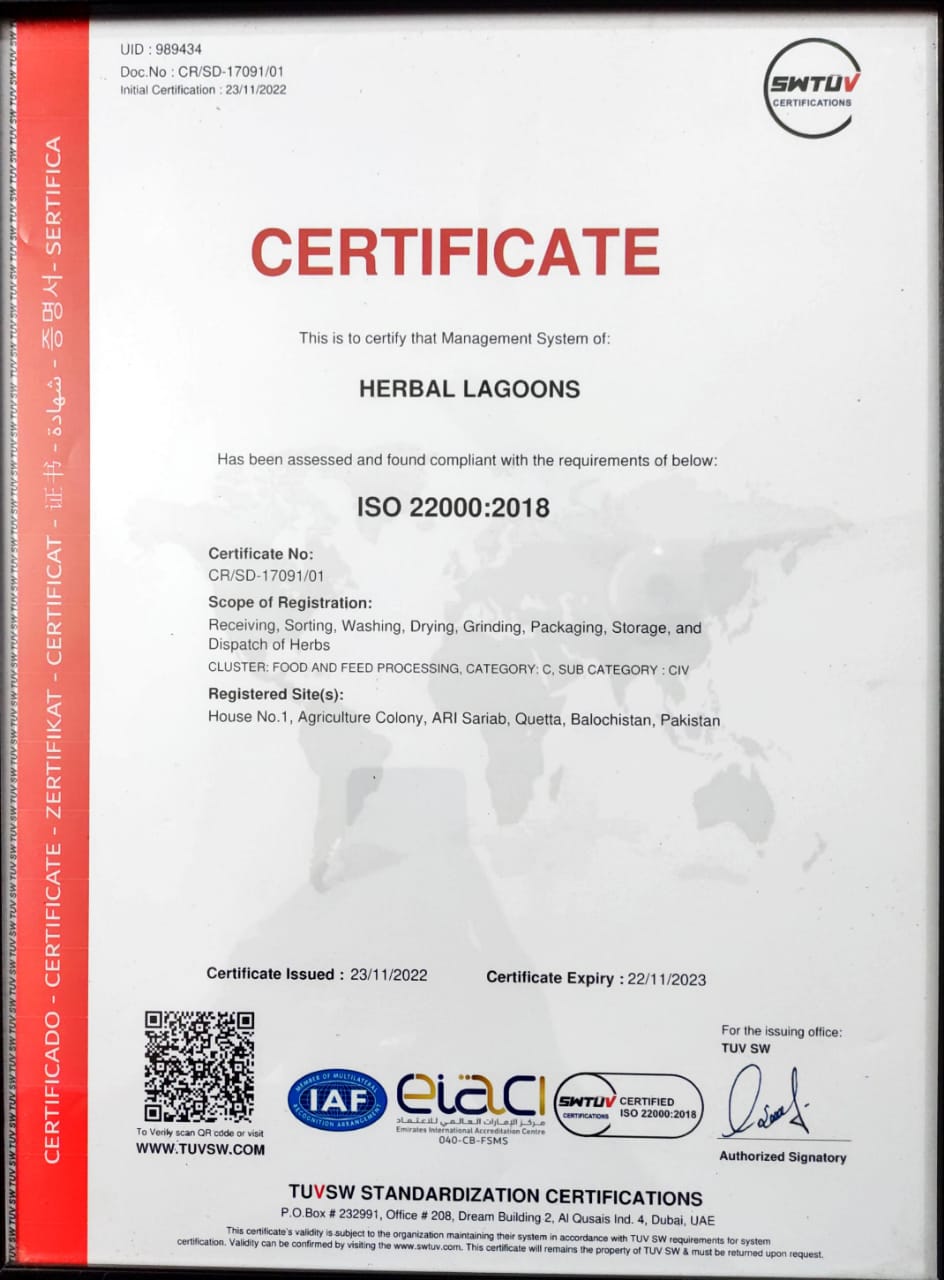 UID : 989434
Doc.No : CR/SD-17091/01
Initial Certification : 23/11/2022
SWTÜV
CERTIFICATIONS
CERTIFICADO - CERTIFICATE - ZERTIFIKAT - CERTIFICAT - 证书 - شهادة - 증명서 - SERTIFICA
CERTIFICATE
This is to certify that Management System of:
HERBAL LAGOONS
Has been assessed and found compliant with the requirements of below:
ISO 22000:2018
Certificate No:
CR/SD-17091/01
Scope of Registration:
Receiving, Sorting, Washing, Drying, Grinding, Packaging, Storage, and
Dispatch of Herbs
CLUSTER: FOOD AND FEED PROCESSING, CATEGORY: C, SUB CATEGORY : CIV
Registered Site(s):
House No.1, Agriculture Colony, ARI Sariab, Quetta, Balochistan, Pakistan
Certificate Issued : 23/11/2022
Certificate Expiry : 22/11/2023
To Verify scan QR code or visit
WWW.TUVSW.COM
MEMBER OF MULTILATERAL
IAF
RECOGNITION ARRANGEMENT
eiaci
مركز الإمارات العالمي للاعتماد
Emirates International Accreditation Centre
040-CB-FSMS
SWTÜV
CERTIFICATIONS
CERTIFIED
ISO 22000:2018
For the issuing office:
TUV SW
Authorized Signatory
TUVSW STANDARDIZATION CERTIFICATIONS
P.O.Box # 232991, Office # 208, Dream Building 2, Al Qusais Ind. 4, Dubai, UAE
This certificate's validity is subject to the organization maintaining their system in accordance with TUV SW requirements for system
certification. Validity can be confirmed by visiting the www.swtuv.com. This certificate will remains the property of TUV SW & must be returned upon request.